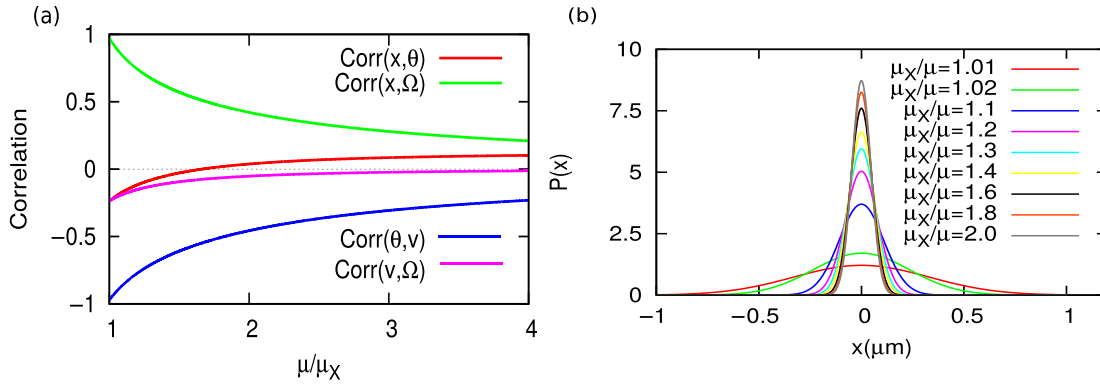 (a)
1
0.5
0
−0.5
−1
Correlation
Corr(x,θ)
Corr(x,Ω)
Corr(θ,v)
Corr(v,Ω)
1 2 3 4
μ/μX
(b)
10
7.5
5
2.5
0
P(x)
μX/μ=1.01
μX/μ=1.02
μX/μ=1.1
μX/μ=1.2
μX/μ=1.3
μX/μ=1.4
μX/μ=1.6
μX/μ=1.8
μX/μ=2.0
−1 −0.5 0 0.5 1
x(μm)